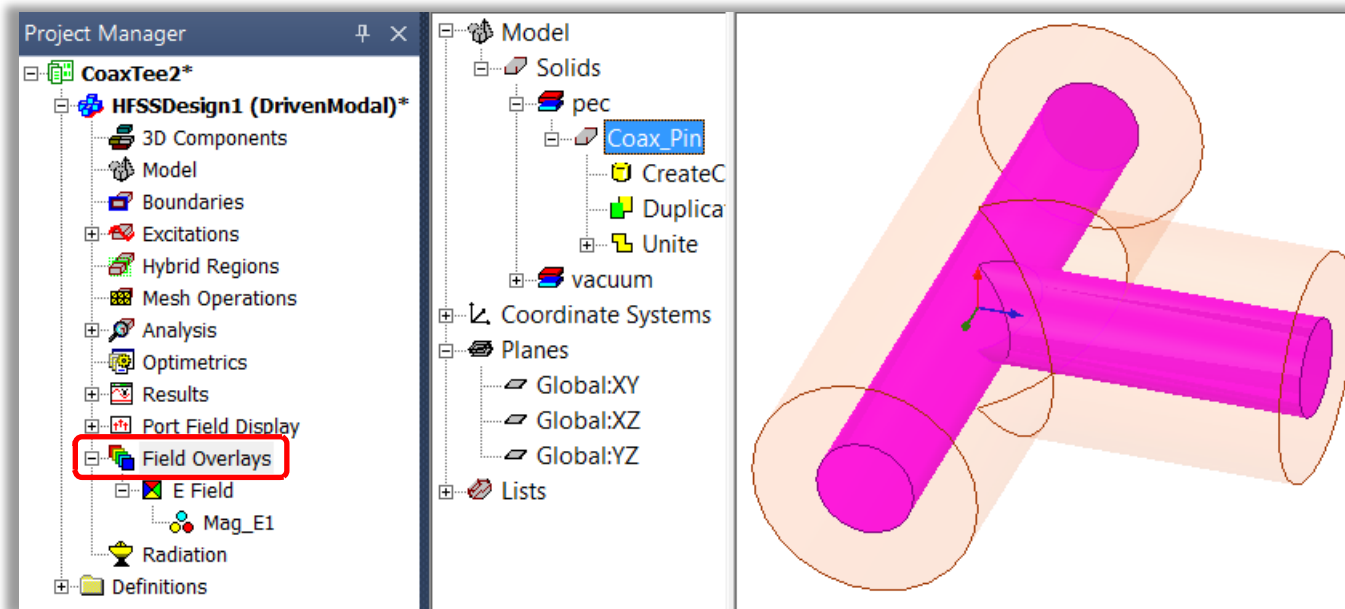 Project Manager
CoaxTee2*
HFSSDesign1 (DrivenModal)*
3D Components
Model
Boundaries
Excitations
Hybrid Regions
Mesh Operations
Analysis
Optimetrics
Results
Port Field Display
Field Overlays
E Field
Mag_E1
Radiation
Definitions
Model
Solids
pec
Coax_Pin
CreateC
Duplica
Unite
vacuum
Coordinate Systems
Planes
Global:XY
Global:XZ
Global:YZ
Lists